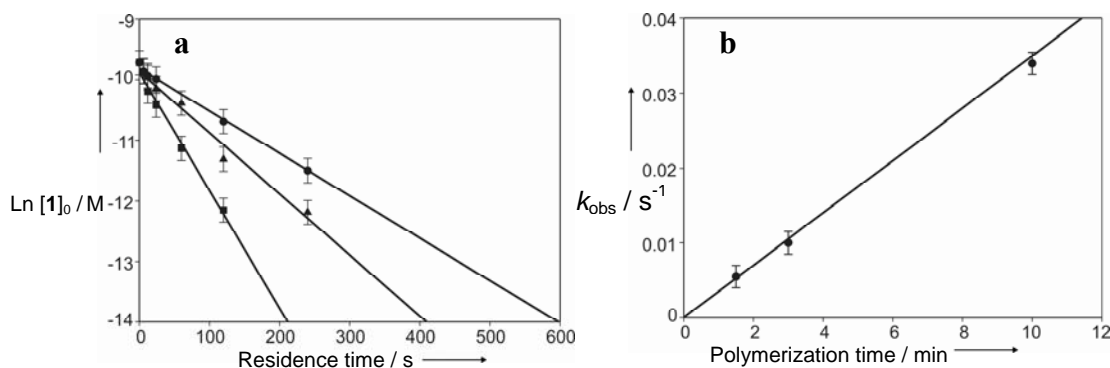 a
-9
-10
-11
-12
-13
-14
Ln [1]₀ / M
0 100 200 300 400 500 600
Residence time / s
b
0.04
0.03
0.02
0.01
0
kobs / s⁻¹
0 2 4 6 8 10 12
Polymerization time / min